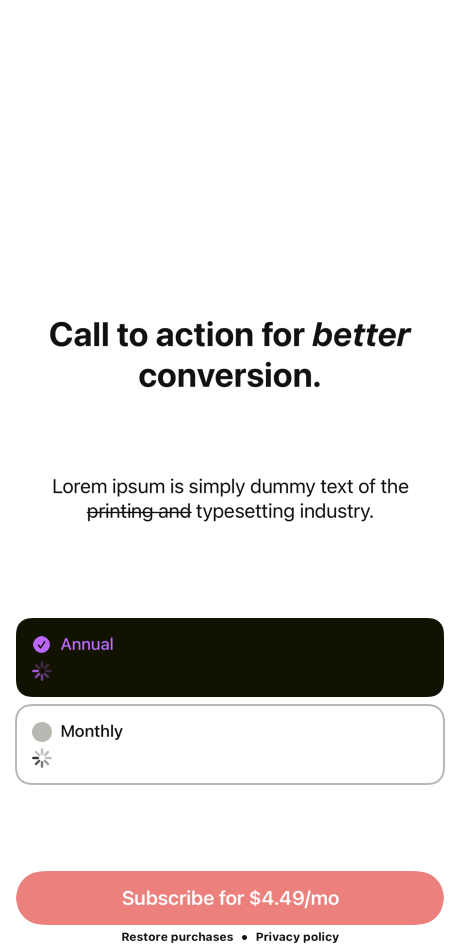 Call to action for better
conversion.
Lorem ipsum is simply dummy text of the
printing and typesetting industry.
Annual
Monthly
Subscribe for $4.49/mo
Restore purchases • Privacy policy